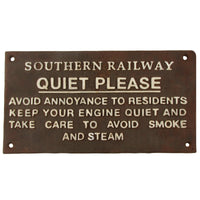 SOUTHERN RAILWAY
QUIET PLEASE
AVOID ANNOYANCE TO RESIDENTS
KEEP YOUR ENGINE QUIET AND
TAKE CARE TO AVOID SMOKE
AND STEAM